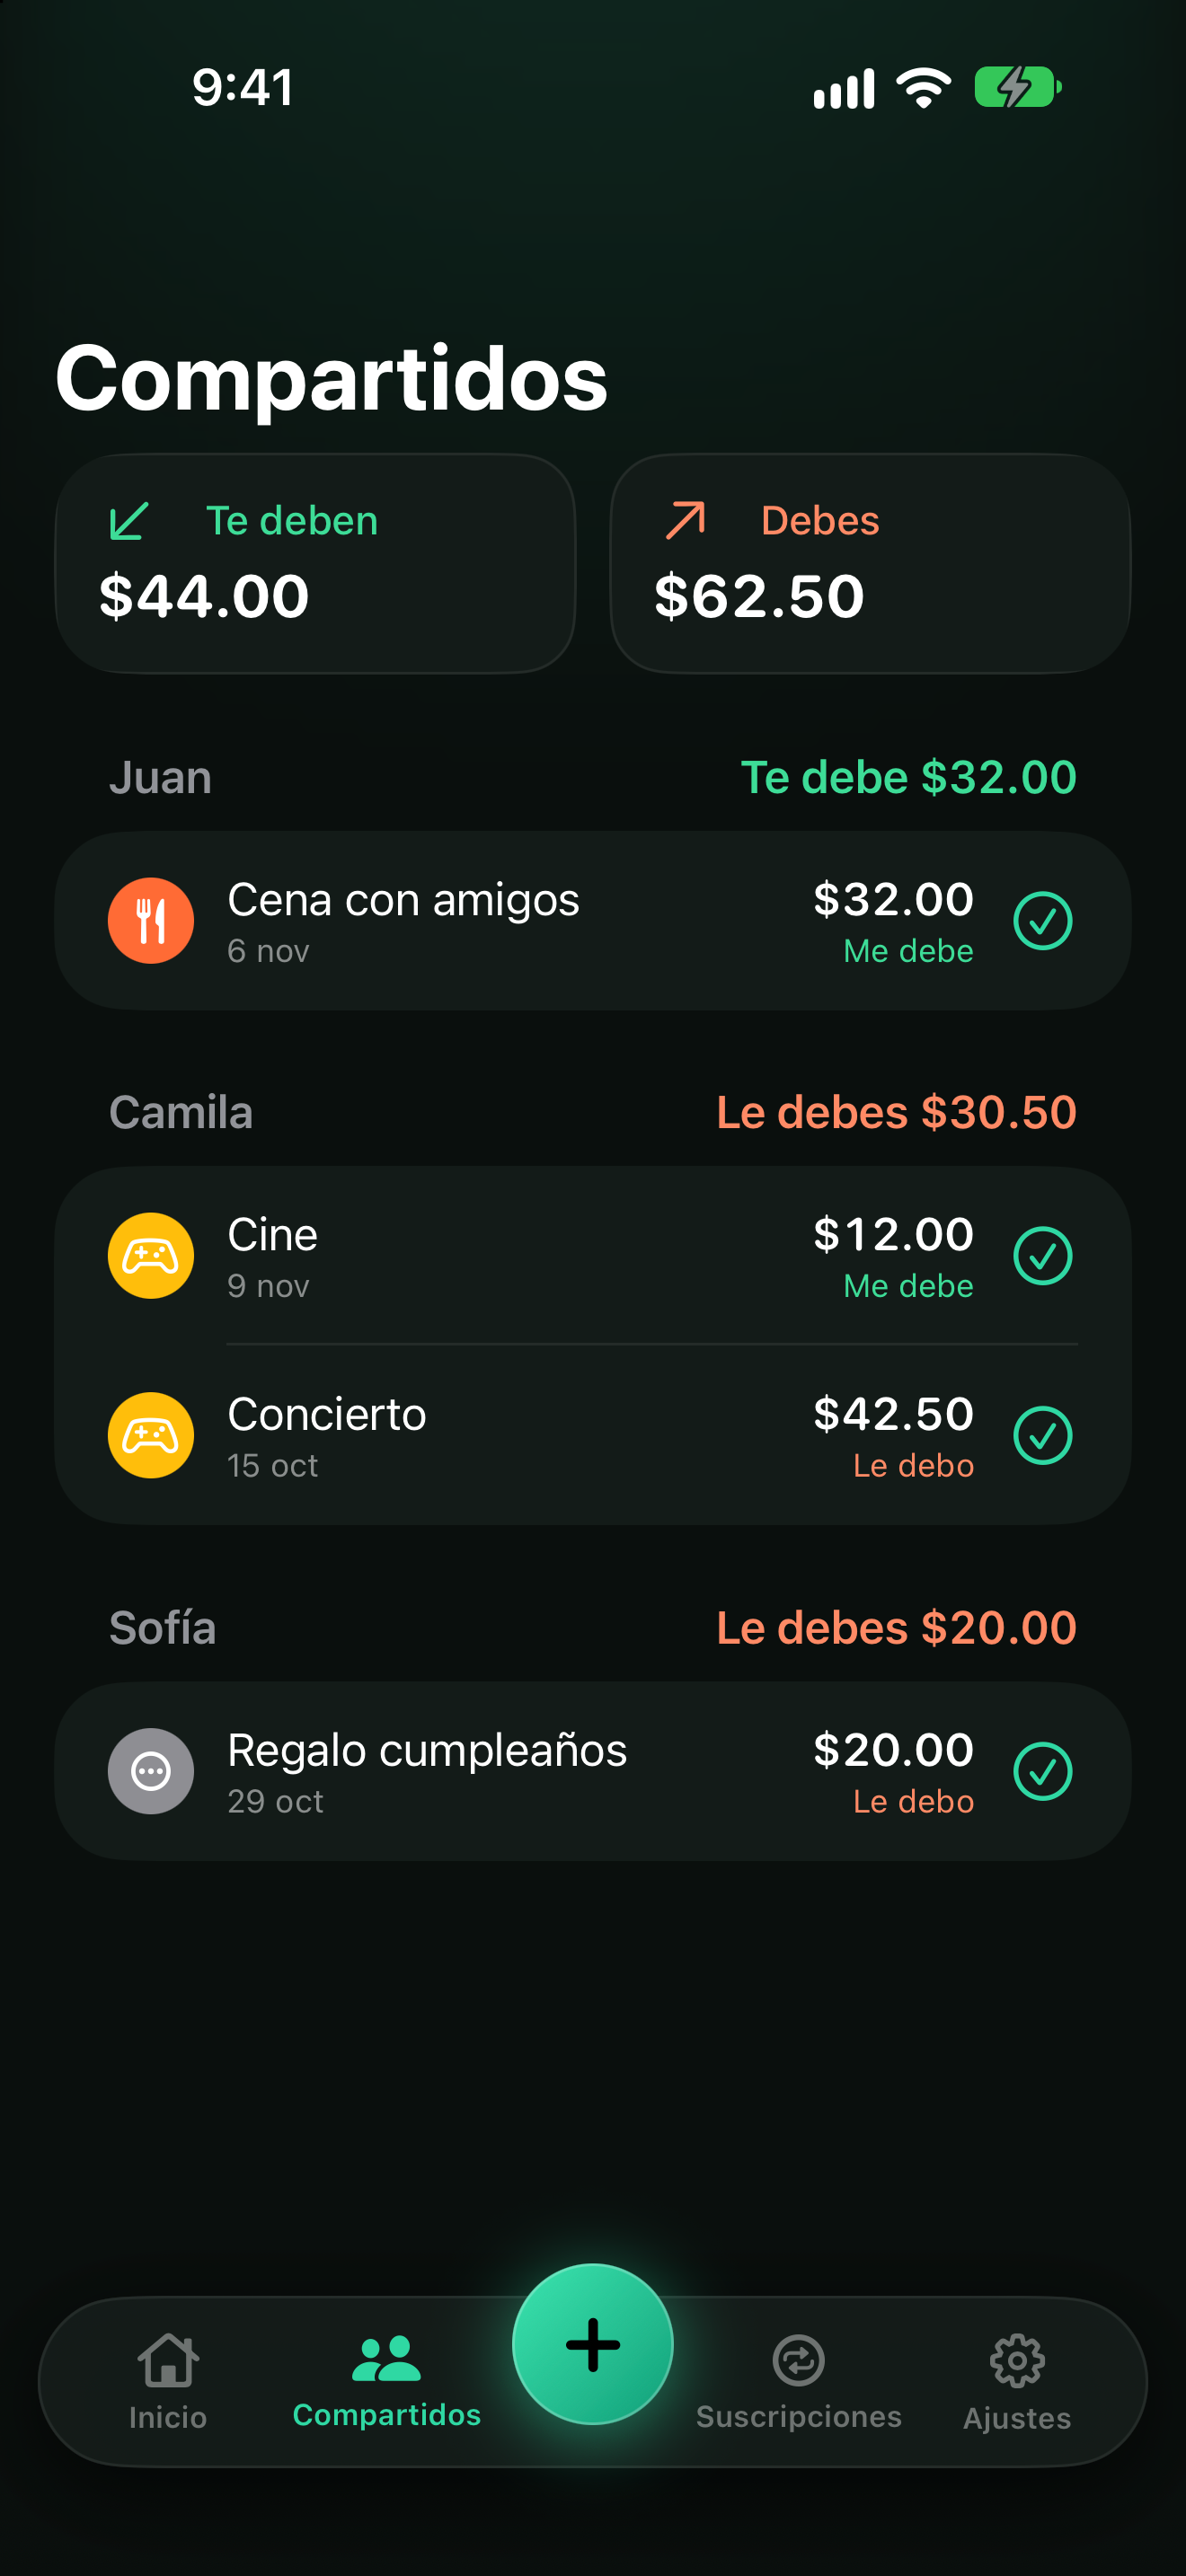 9:41
Compartidos
Te deben
$44.00
Debes
$62.50
Juan
Te debe $32.00
Cena con amigos
$32.00
6 nov
Me debe
Camila
Le debes $30.50
Cine
$12.00
9 nov
Me debe
Concierto
$42.50
15 oct
Le debo
Sofía
Le debes $20.00
Regalo cumpleaños
$20.00
29 oct
Le debo
Inicio
Compartidos
Suscripciones
Ajustes